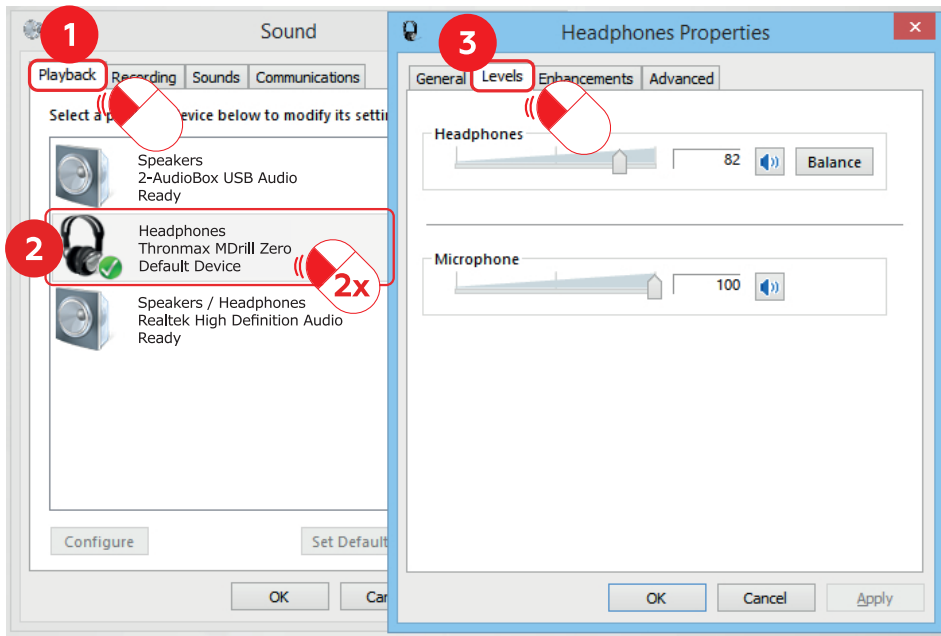 1
Sound
Playback
Recording
Sounds
Communications
Select a p evice below to modify its setti
Speakers
2-AudioBox USB Audio
Ready
2
Headphones
Thronmax MDrill Zero
Default Device
2x
Speakers / Headphones
Realtek High Definition Audio
Ready
Configure
Set Default
OK
Can
3
Headphones Properties
×
General
Levels
Enhancements
Advanced
Headphones
82
Balance
Microphone
100
OK
Cancel
Apply